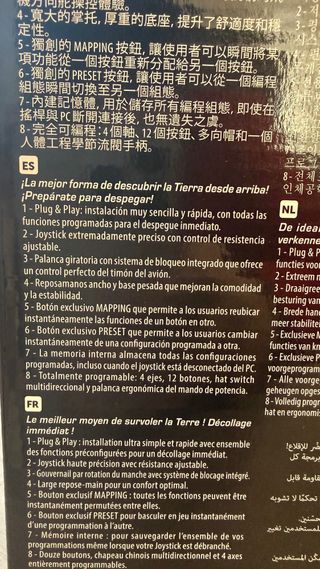 機方向舵操控體驗。
4 - 寬大的掌托, 厚重的底座, 提升了舒適度和穩
定性。
5 - 獨創的 MAPPING 按鈕, 讓使用者可以瞬間將某
項功能從一個按鈕重新分配給另一個按鈕。
6 - 獨創的 PRESET 按鈕, 讓使用者可以從一個編程
組態瞬間切換至另一個組態。
7 - 內建記憶體, 用於儲存所有編程組態, 即使在
搖桿與 PC 斷開連接後, 也無遺失之虞。
8 - 完全可編程: 4 個軸, 12 個按鈕, 多向帽和一個
人體工程學節流閥手柄。
ES
¡La mejor forma de descubrir la Tierra desde arriba!
¡Prepárate para despegar!
1 - Plug & Play: instalación muy sencilla y rápida, con todas las
funciones programadas para el despegue inmediato.
2 - Joystick extremadamente preciso con control de resistencia
ajustable.
3 - Palanca giratoria con sistema de bloqueo integrado que ofrece
un control perfecto del timón del avión.
4 - Reposamanos ancho y base pesada que mejoran la comodidad
y la estabilidad.
5 - Botón exclusivo MAPPING que permite a los usuarios reubicar
instantáneamente las funciones de un botón en otro.
6 - Botón exclusivo PRESET que permite a los usuarios cambiar
instantáneamente de una configuración programada a otra.
7 - La memoria interna almacena todas las configuraciones
programadas, incluso cuando el joystick está desconectado del PC.
8 - Totalmente programable: 4 ejes, 12 botones, hat switch
multidireccional y palanca ergonómica del mando de potencia.
FR
Le meilleur moyen de survoler la Terre ! Décollage
immédiat !
1 - Plug & Play : installation ultra simple et rapide avec ensemble
des fonctions préconfigurées pour un décollage immédiat.
2 - Joystick haute précision avec résistance ajustable.
3 - Gouvernail par rotation du manche avec système de blocage intégré.
4 - Large repose-main pour un confort optimal.
5 - Bouton exclusif MAPPING : toutes les fonctions peuvent être
instantanément permutées entre elles.
6 - Bouton exclusif PRESET pour basculer en jeu instantanément
d'une programmation à l'autre.
7 - Mémoire interne : pour sauvegarder l'ensemble de vos
programmations même lorsque votre Joystick est débranché.
8 - Douze boutons, chapeau chinois multidirectionnel et 4 axes
entièrement programmables.
NL
De ideal
verkenne
1 - Plug & P
functies voor
2 - Extreem n
3 - Draaigree
besturing van
4 - Brede hand
meer stabilitei
5 - Exclusieve M
functies van kn
6 - Exclusieve P
voorgeprogramm
7 - Alle voorge
geheugen opges
8 - Volledig progr
hat en ergonomis